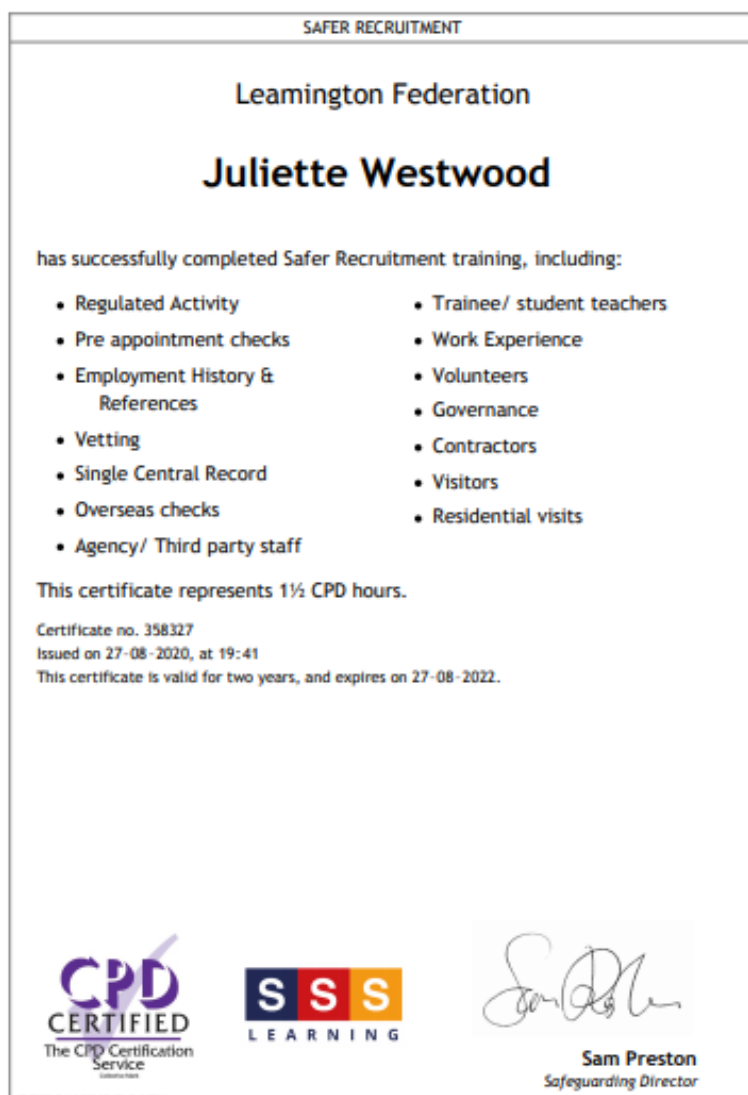 SAFER RECRUITMENT
Leamington Federation
Juliette Westwood
has successfully completed Safer Recruitment training, including:
• Regulated Activity
• Pre appointment checks
• Employment History &
References
• Vetting
• Single Central Record
• Overseas checks
• Agency/ Third party staff
• Trainee/ student teachers
• Work Experience
• Volunteers
• Governance
• Contractors
• Visitors
• Residential visits
This certificate represents 1½ CPD hours.
Certificate no. 358327
Issued on 27-08-2020, at 19:41
This certificate is valid for two years, and expires on 27-08-2022.
CPD
CERTIFIED
The CPD Certification
Service
SSS
LEARNING
Sam Preston
Safeguarding Director